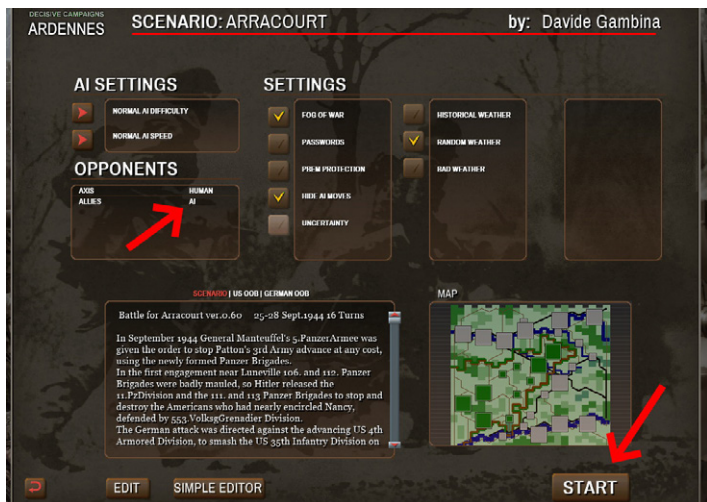 DECISIVE CAMPAIGNS
ARDENNES
SCENARIO: ARRACOURT
by: Davide Gambina
AI SETTINGS
NORMAL AI DIFFICULTY
NORMAL AI SPEED
OPPONENTS
AXIS HUMAN
ALLIES AI
SETTINGS
FOG OF WAR
PASSWORDS
PBEM PROTECTION
HIDE AI MOVES
UNCERTAINTY
HISTORICAL WEATHER
RANDOM WEATHER
BAD WEATHER
SCENARIO | US OOB | GERMAN OOB
Battle for Arracourt ver.0.60 25-28 Sept.1944 16 Turns
In September 1944 General Manteuffel's 5.PanzerArmee was
given the order to stop Patton's 3rd Army advance at any cost,
using the newly formed Panzer Brigades.
In the first engagement near Luneville 106. and 112. Panzer
Brigades were badly mauled, so Hitler released the
11.PzDivision and the 111. and 113 Panzer Brigades to stop and
destroy the Americans who had nearly encircled Nancy,
defended by 553.VolksgGrenadier Division.
The German attack was directed against the advancing US 4th
Armored Division, to smash the US 35th Infantry Division on
MAP
EDIT
SIMPLE EDITOR
START